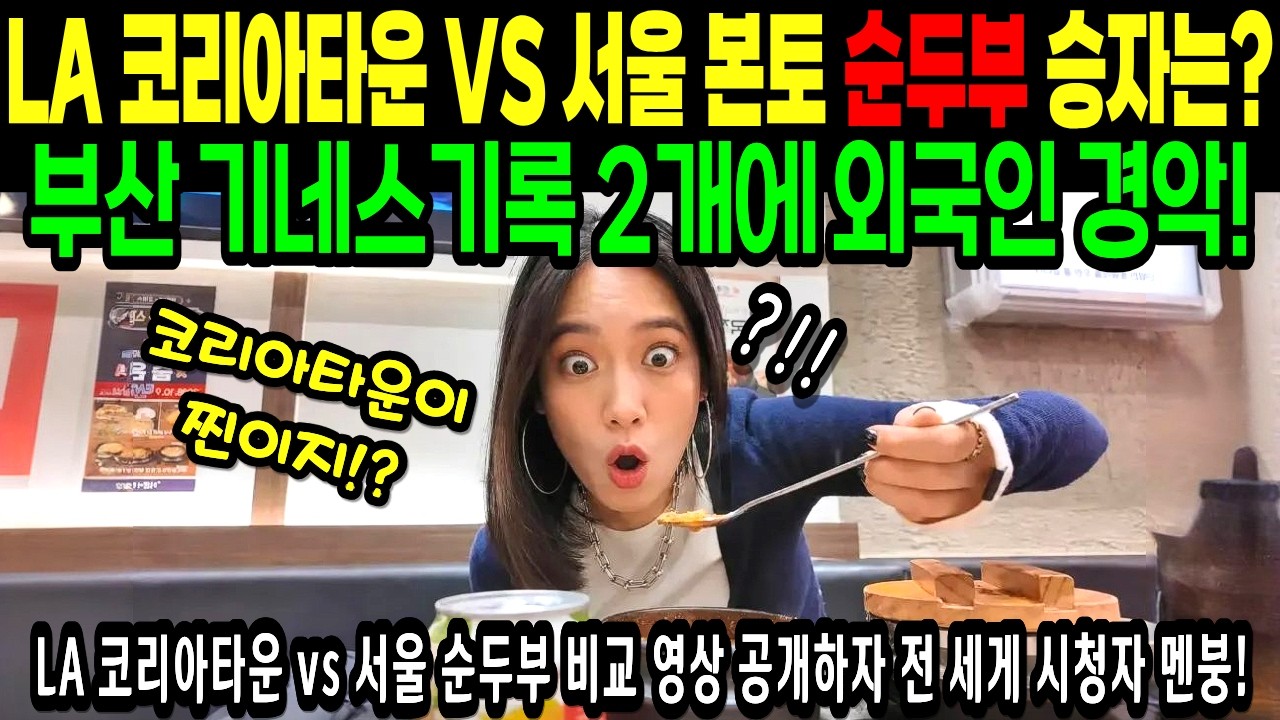 LA 코리아타운 VS 서울 본토 순두부 승자는?
부산 기네스기록 2개에 외국인 경악!
?!!
코리아타운이
찐이지!?
LA 코리아타운 vs 서울 순두부 비교 영상 공개하자 전 세계 시청자 멘붕!